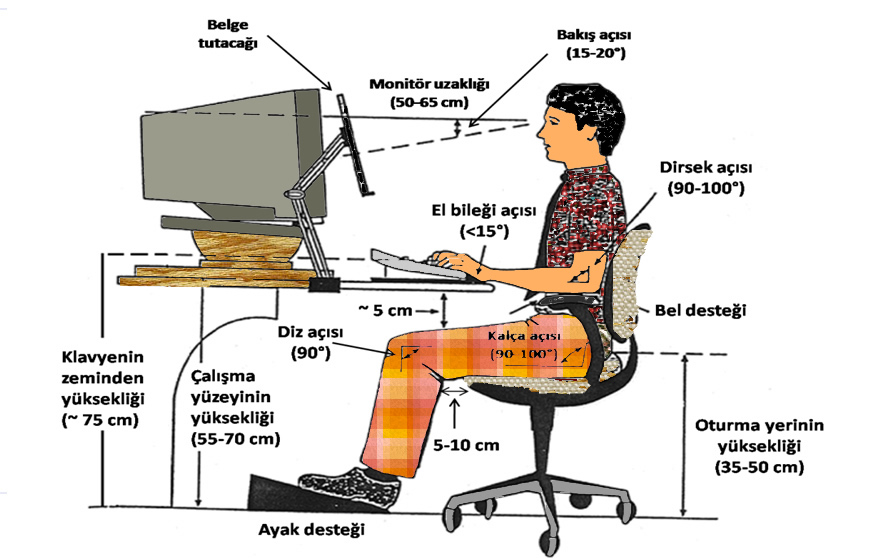 Belge
tutacağı
Bakış açısı
(15-20°)
Monitör uzaklığı
(50-65 cm)
Dirsek açısı
(90-100°)
El bileği açısı
(<15°)
~ 5 cm
Bel desteği
Diz açısı
(90°)
Kalça açısı
(90-100°)
Klavyenin
zeminden
yüksekliği
(~ 75 cm)
Çalışma
yüzeyinin
yüksekliği
(55-70 cm)
5-10 cm
Oturma yerinin
yüksekliği
(35-50 cm)
Ayak desteği